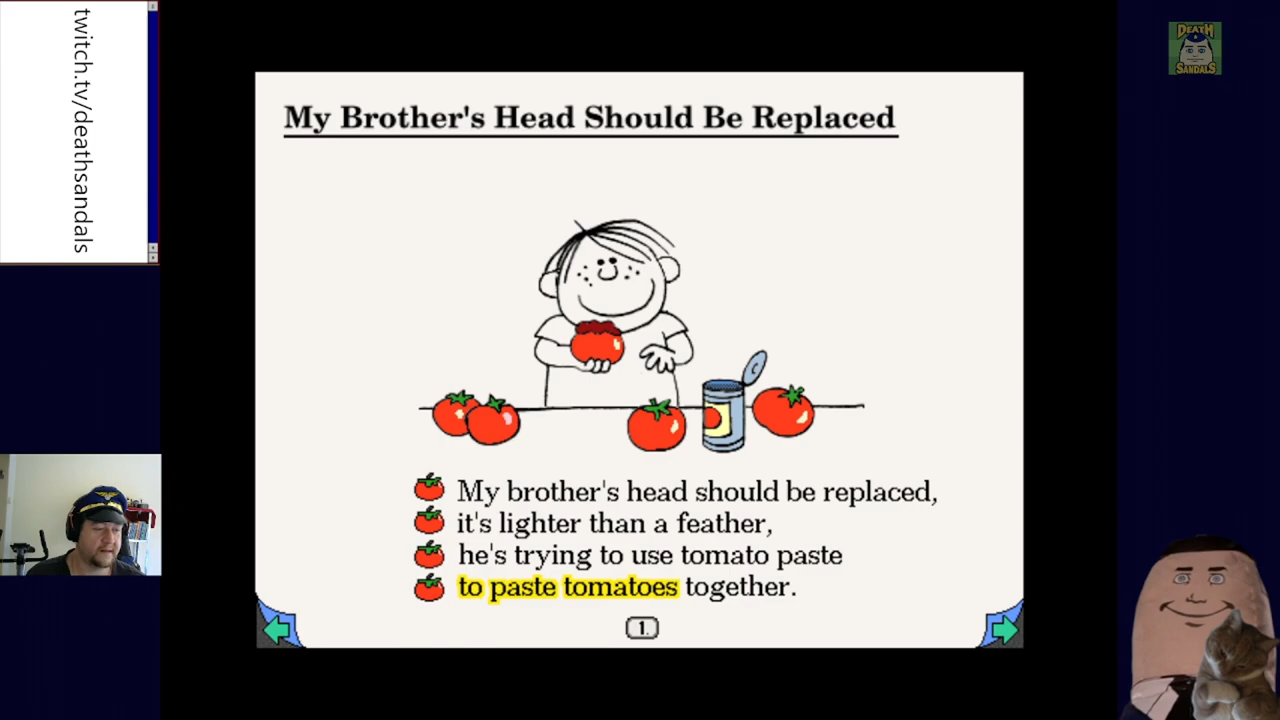 twitch.tv/deathsandals
DEATH
SANDALS
My Brother's Head Should Be Replaced
My brother's head should be replaced,
it's lighter than a feather,
he's trying to use tomato paste
to paste tomatoes together.
1.